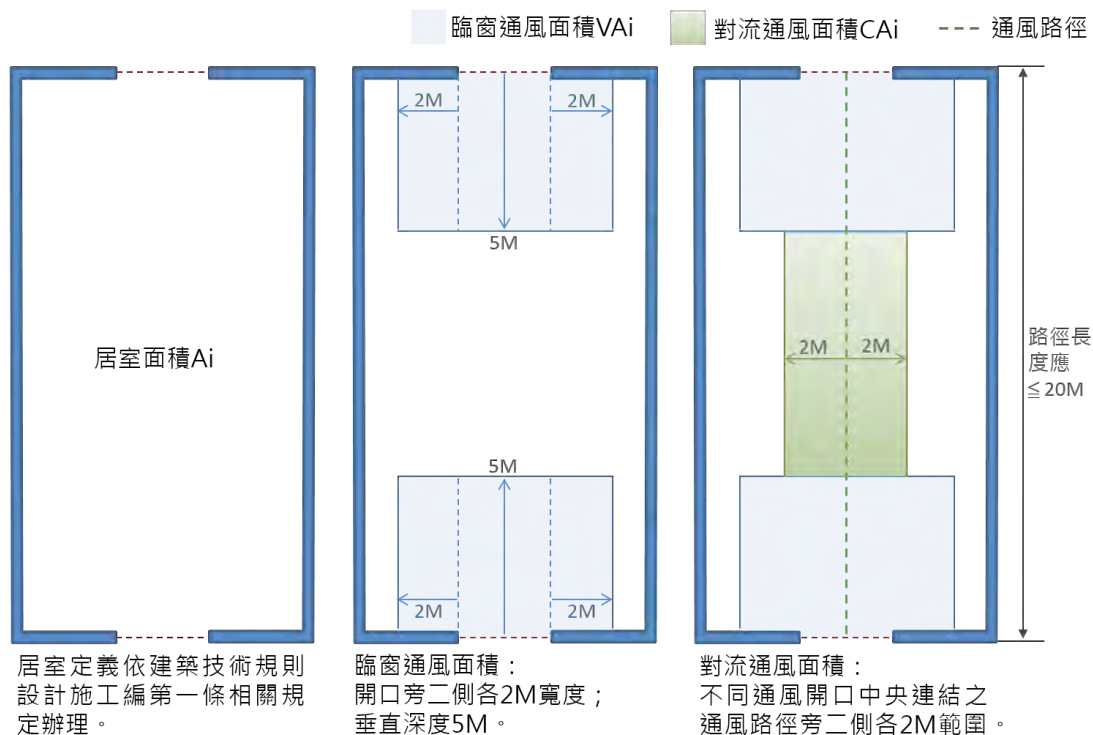 臨窗通風面積VAi
對流通風面積CAi
通風路徑
居室面積Ai
2M
2M
5M
5M
2M
2M
2M
2M
路徑長
度應
≦20M
居室定義依建築技術規則
設計施工編第一條相關規
定辦理。
臨窗通風面積：
開口旁二側各2M寬度；
垂直深度5M。
對流通風面積：
不同通風開口中央連結之
通風路徑旁二側各2M範圍。